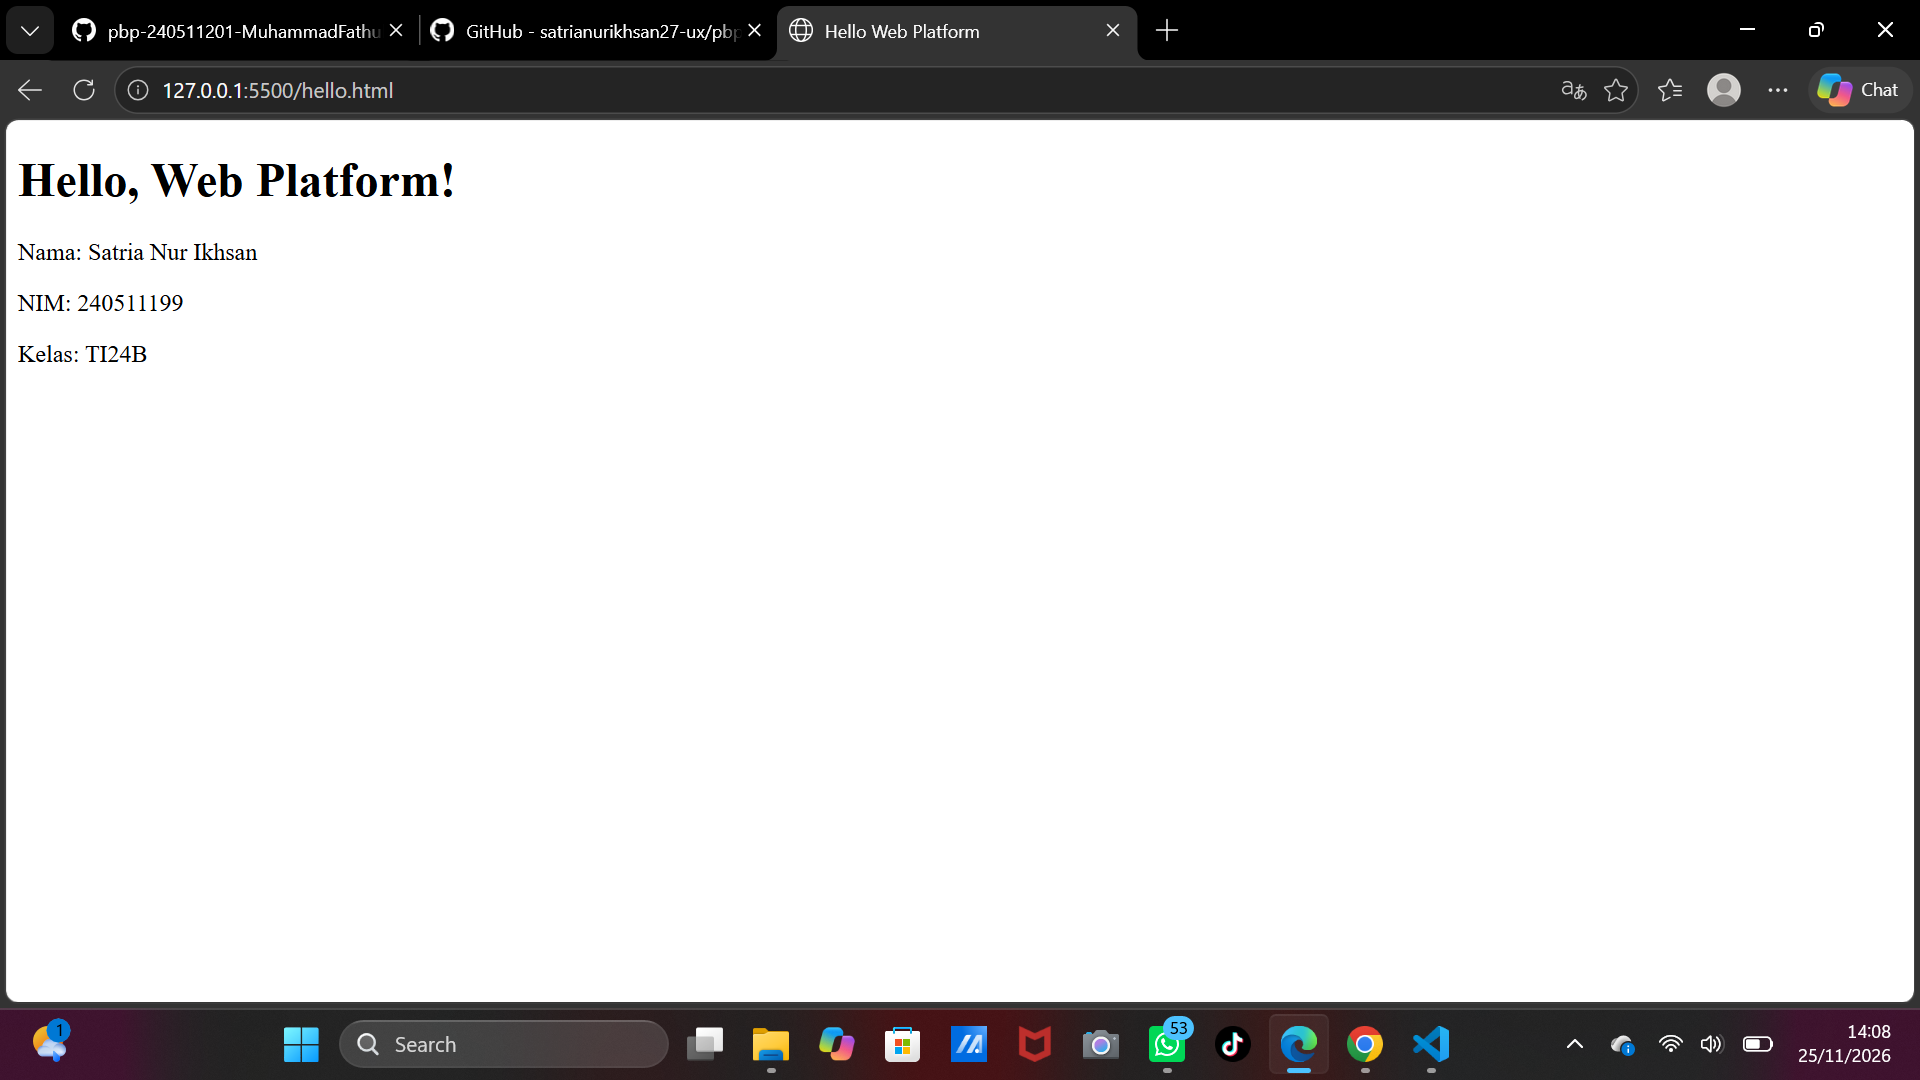 pbp-240511201-MuhammadFathu
GitHub - satrianurikhsan27-ux/pbp
Hello Web Platform
127.0.0.1:5500/hello.html
Chat
Hello, Web Platform!
Nama: Satria Nur Ikhsan
NIM: 240511199
Kelas: TI24B
1
Search
53
14:08
25/11/2026